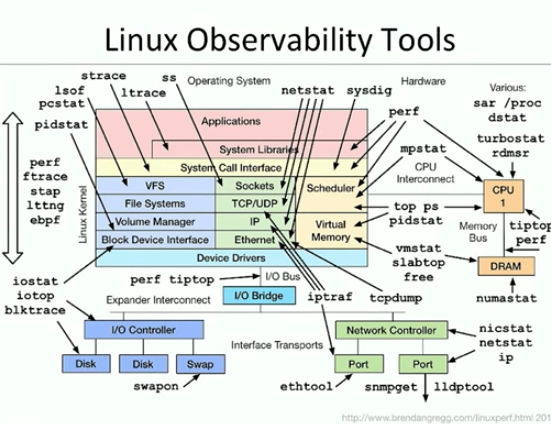 Linux Observability Tools
strace
ss
Operating System
netstat
sysdig
Hardware
Various:
lsof
ltrace
sar /proc
pcstat
dstat
pidstat
Applications
perf
turbostat
System Libraries
mpstat
rdmsr
System Call Interface
CPU Interconnect
perf
ftrace
stap
lttng
ebpf
Linux Kernel
VFS
Sockets
Scheduler
File Systems
TCP/UDP
Volume Manager
IP
Virtual Memory
Block Device Interface
Ethernet
Device Drivers
top ps
pidstat
CPU 1
tiptop
perf
Memory Bus
vmstat
slabtop
free
DRAM
iostat
iotop
blktrace
perf tiptop
I/O Bus
Expander Interconnect
I/O Bridge
iptraf
tcpdump
numastat
I/O Controller
Network Controller
nicstat
netstat
ip
Interface Transports
Disk
Disk
Swap
Port
Port
swapon
ethtool
snmpget
lldptool
http://www.brendangregg.com/linuxperf.html 201